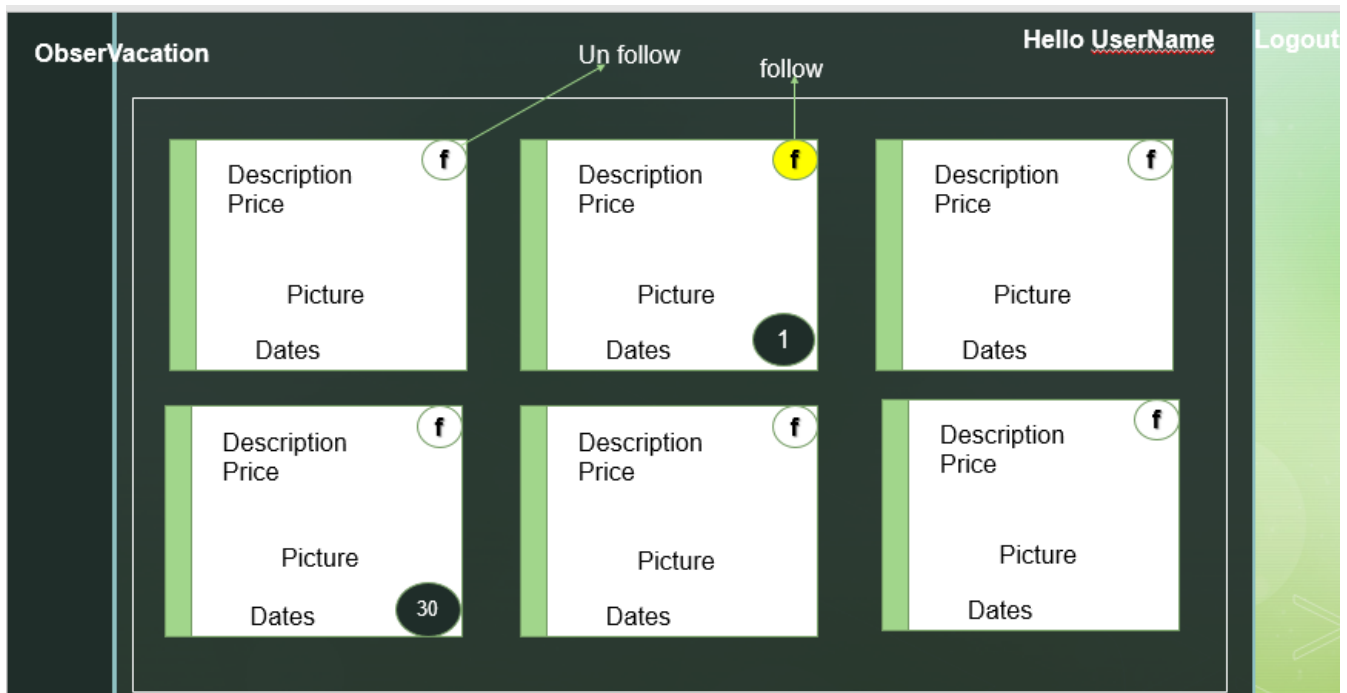 ObserVacation
Hello UserName
Logout
Un follow
follow
f
Description
Price
Picture
Dates
f
Description
Price
Picture
1
Dates
f
Description
Price
Picture
Dates
f
Description
Price
Picture
30
Dates
f
Description
Price
Picture
Dates
f
Description
Price
Picture
Dates